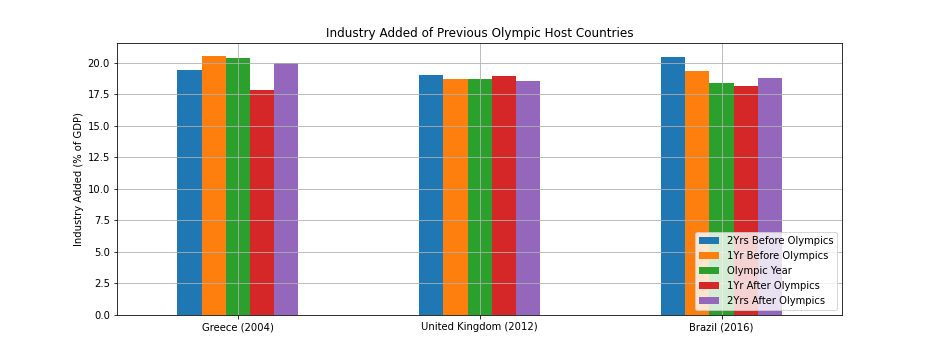 Industry Added of Previous Olympic Host Countries
Industry Added (% of GDP)
20.0
17.5
15.0
12.5
10.0
7.5
5.0
2.5
0.0
2Yrs Before Olympics
1Yr Before Olympics
Olympic Year
1Yr After Olympics
2Yrs After Olympics
Greece (2004)
United Kingdom (2012)
Brazil (2016)